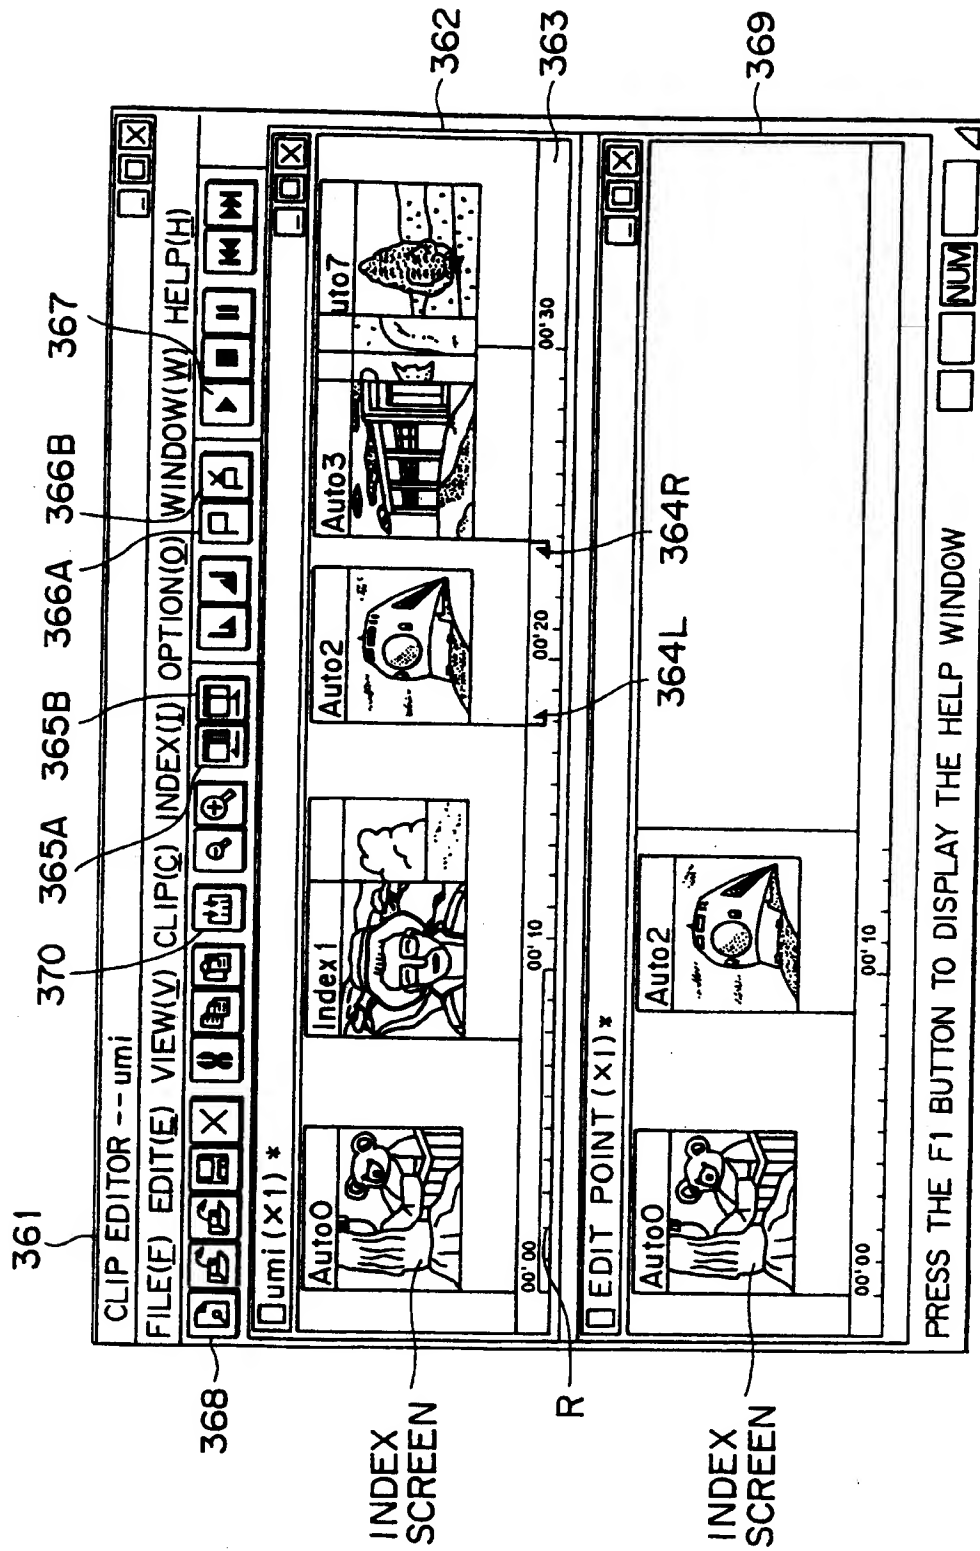 361
370
365A 365B
366A 366B
367
CLIP EDITOR -- umi
FILE(F) EDIT(E) VIEW(V) CLIP(C) INDEX(I) OPTION(O) WINDOW(W) HELP(H)
368
umi (×1) *
362
Auto0
Index1
Auto2
Auto3
uto7
INDEX
SCREEN
00'00
00'10
00'20
00'30
363
R
364L 364R
EDIT POINT (×1)*
369
Auto0
Auto2
INDEX
SCREEN
00'00
00'10
PRESS THE F1 BUTTON TO DISPLAY THE HELP WINDOW
NUM